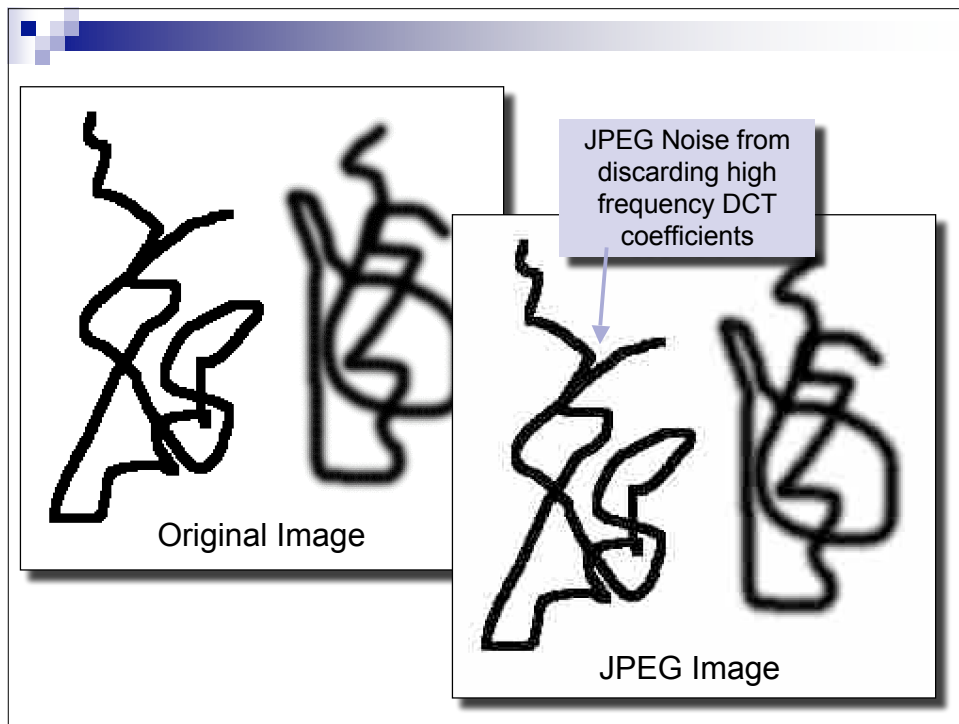 JPEG Noise from
discarding high
frequency DCT
coefficients
Original Image
JPEG Image